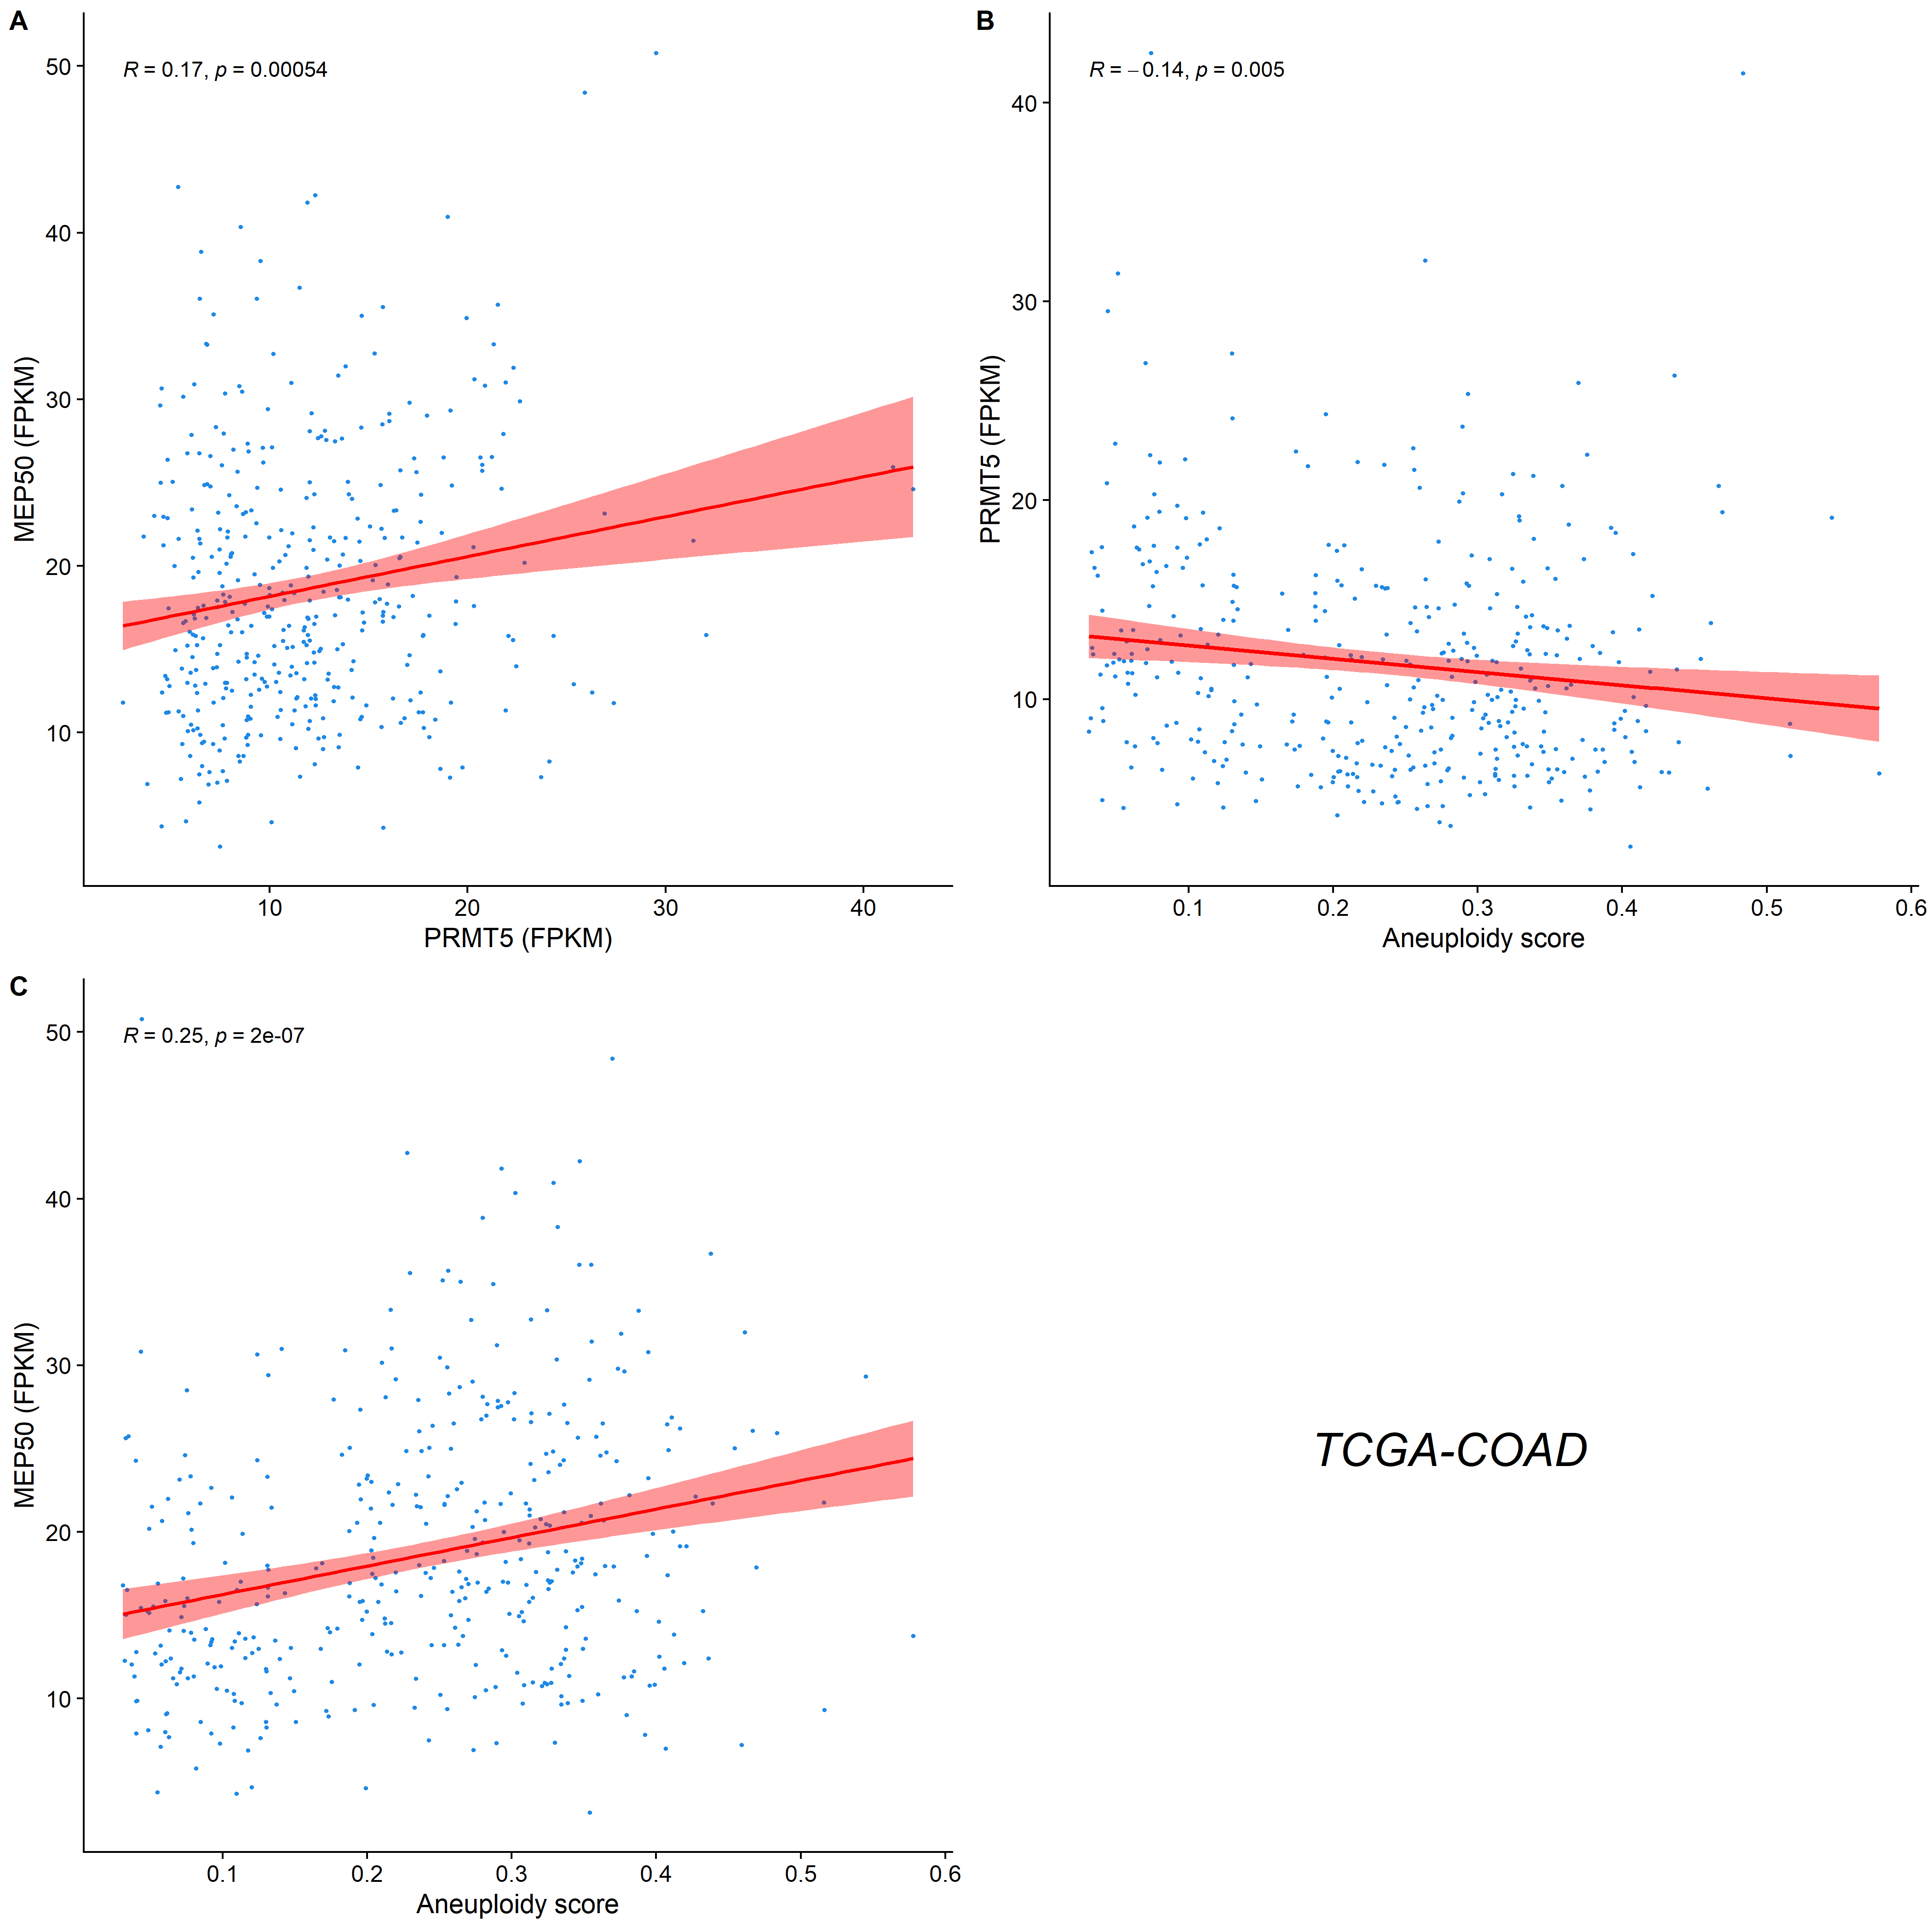 A
R = 0.17, p = 0.00054
50
40
30
20
10
MEP50 (FPKM)
10 20 30 40
PRMT5 (FPKM)
B
R = −0.14, p = 0.005
40
30
20
10
PRMT5 (FPKM)
0.1 0.2 0.3 0.4 0.5 0.6
Aneuploidy score
C
R = 0.25, p = 2e-07
50
40
30
20
10
MEP50 (FPKM)
0.1 0.2 0.3 0.4 0.5 0.6
Aneuploidy score
TCGA-COAD